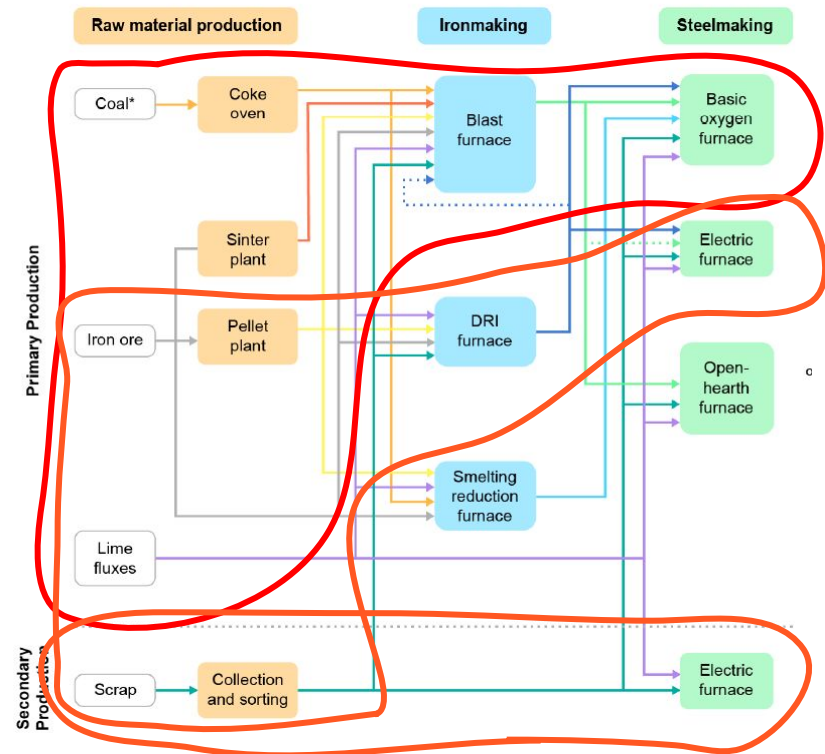 Raw material production
Ironmaking
Steelmaking
Primary Production
Coal*
Coke
oven
Blast
furnace
Basic
oxygen
furnace
Sinter
plant
Electric
furnace
Iron ore
Pellet
plant
DRI
furnace
Open-
hearth
furnace
Smelting
reduction
furnace
Lime
fluxes
Secondary
Production
Scrap
Collection
and sorting
Electric
furnace